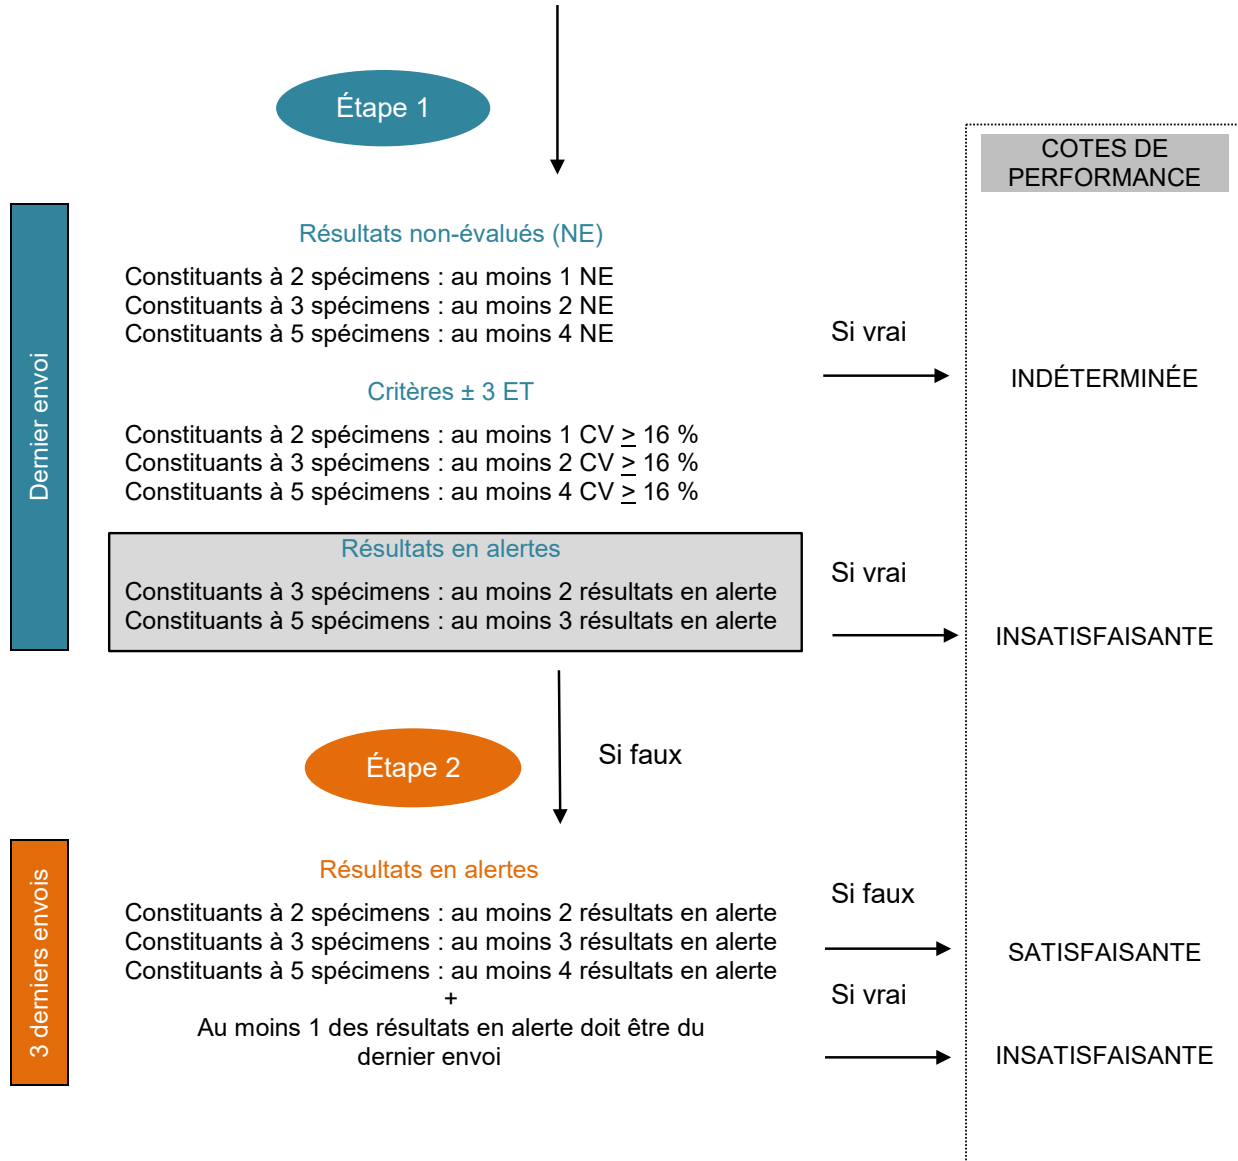 Étape 1
COTES DE
PERFORMANCE
Dernier envoi
Résultats non-évalués (NE)
Constituants à 2 spécimens : au moins 1 NE
Constituants à 3 spécimens : au moins 2 NE
Constituants à 5 spécimens : au moins 4 NE
Si vrai
INDÉTERMINÉE
Critères ± 3 ET
Constituants à 2 spécimens : au moins 1 CV ≥ 16 %
Constituants à 3 spécimens : au moins 2 CV ≥ 16 %
Constituants à 5 spécimens : au moins 4 CV ≥ 16 %
Résultats en alertes
Constituants à 3 spécimens : au moins 2 résultats en alerte
Constituants à 5 spécimens : au moins 3 résultats en alerte
Si vrai
INSATISFAISANTE
Étape 2
Si faux
3 derniers envois
Résultats en alertes
Constituants à 2 spécimens : au moins 2 résultats en alerte
Constituants à 3 spécimens : au moins 3 résultats en alerte
Constituants à 5 spécimens : au moins 4 résultats en alerte
+
Au moins 1 des résultats en alerte doit être du
dernier envoi
Si faux
SATISFAISANTE
Si vrai
INSATISFAISANTE